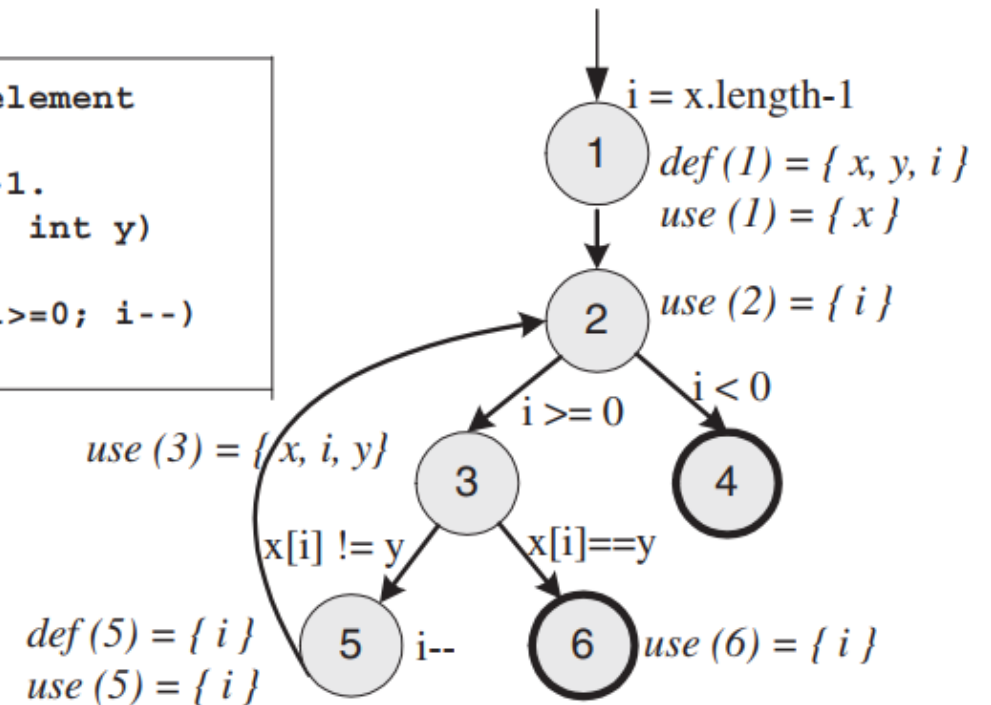 element
1.
int y)
>=0; i--)
i = x.length-1
1
def (1) = { x, y, i }
use (1) = { x }
2
use (2) = { i }
i >= 0
i < 0
use (3) = { x, i, y}
3
4
x[i] != y
x[i]==y
def (5) = { i }
use (5) = { i }
5
i--
6
use (6) = { i }